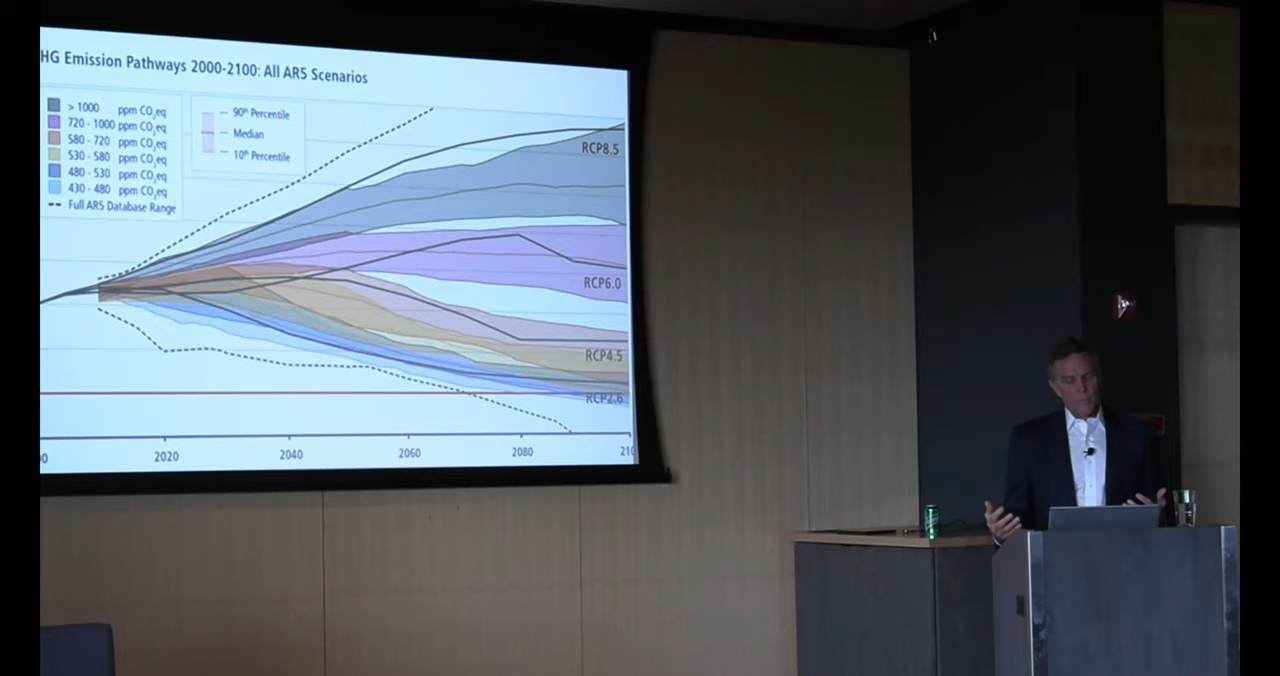 HG Emission Pathways 2000-2100: All AR5 Scenarios
> 1000 ppm CO₂eq
720 - 1000 ppm CO₂eq
580 - 720 ppm CO₂eq
530 - 580 ppm CO₂eq
480 - 530 ppm CO₂eq
430 - 480 ppm CO₂eq
Full AR5 Database Range
90th Percentile
Median
10th Percentile
RCP8.5
RCP6.0
RCP4.5
RCP2.6
0 2020 2040 2060 2080 210